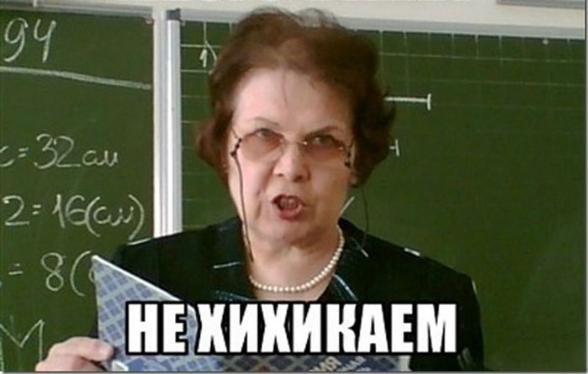 94
= 32 см
2 = 16 (см)
= 8 (
НЕ ХИХИКАЕМ